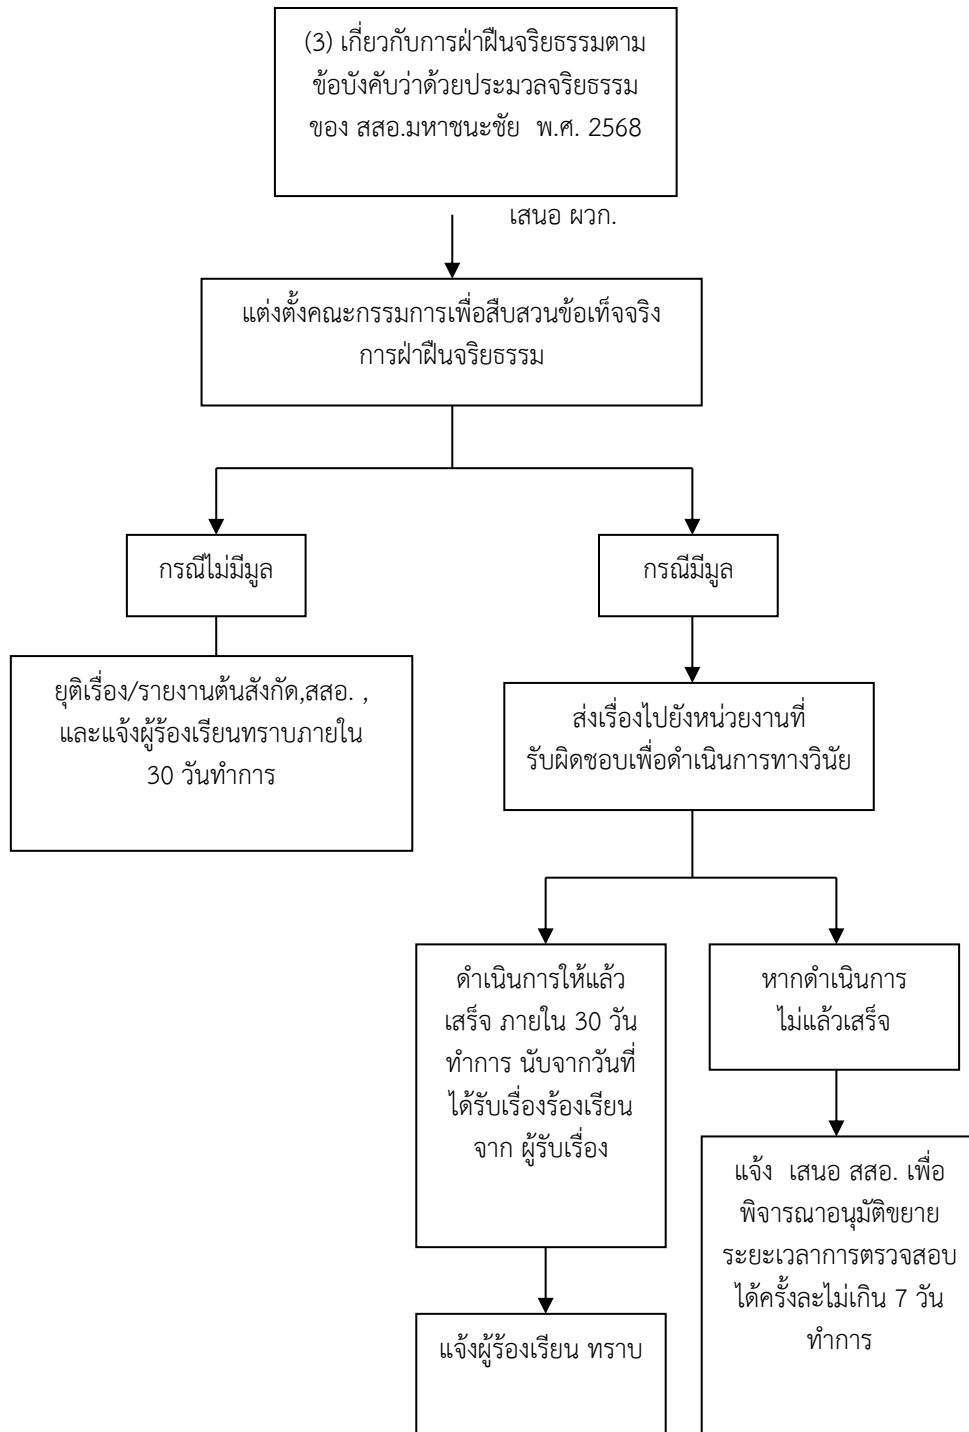 (3) เกี่ยวกับการฝ่าฝืนจริยธรรมตาม
ข้อบังคับว่าด้วยประมวลจริยธรรม
ของ สสอ.มหาชนะชัย พ.ศ. 2568
เสนอ ผวก.
แต่งตั้งคณะกรรมการเพื่อสืบสวนข้อเท็จจริง
การฝ่าฝืนจริยธรรม
กรณีไม่มีมูล
กรณีมีมูล
ยุติเรื่อง/รายงานต้นสังกัด,สสอ. ,
และแจ้งผู้ร้องเรียนทราบภายใน
30 วันทำการ
ส่งเรื่องไปยังหน่วยงานที่
รับผิดชอบเพื่อดำเนินการทางวินัย
ดำเนินการให้แล้ว
เสร็จ ภายใน 30 วัน
ทำการ นับจากวันที่
ได้รับเรื่องร้องเรียน
จาก ผู้รับเรื่อง
หากดำเนินการ
ไม่แล้วเสร็จ
แจ้ง เสนอ สสอ. เพื่อ
พิจารณาอนุมัติขยาย
ระยะเวลาการตรวจสอบ
ได้ครั้งละไม่เกิน 7 วัน
ทำการ
แจ้งผู้ร้องเรียน ทราบ